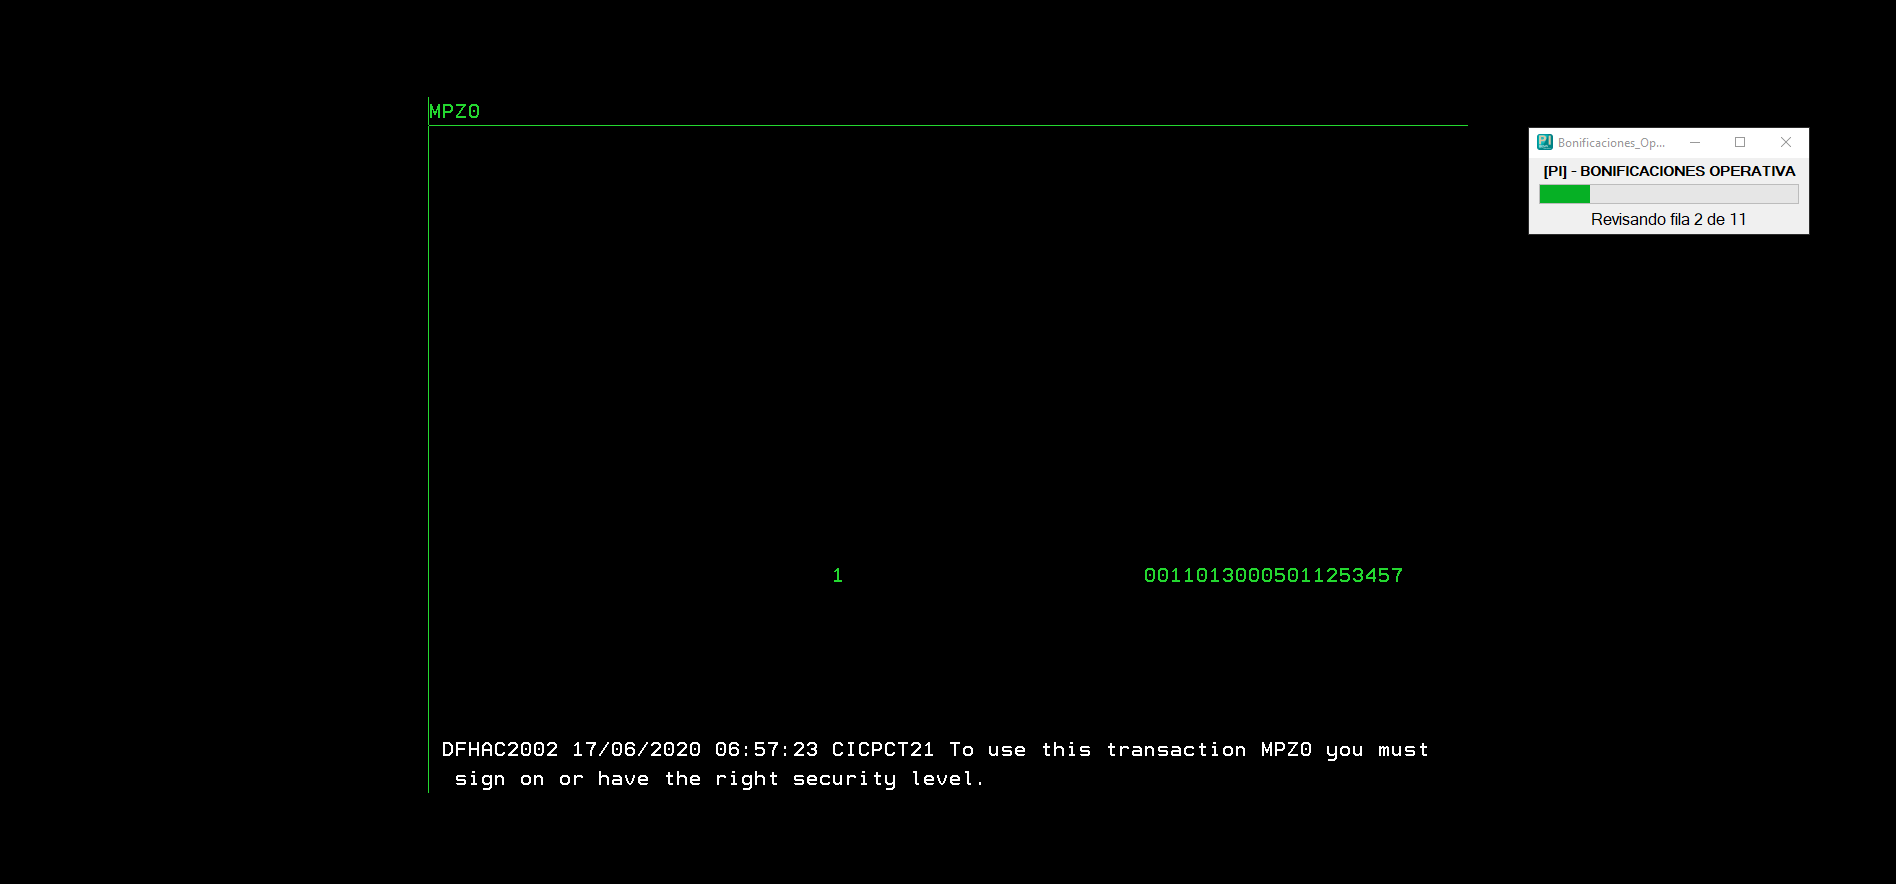 MPZ0
Bonificaciones_Op...
[PI] - BONIFICACIONES OPERATIVA
Revisando fila 2 de 11
1 00110130005011253457
DFHAC2002 17/06/2020 06:57:23 CICPCT21 To use this transaction MPZ0 you must
sign on or have the right security level.